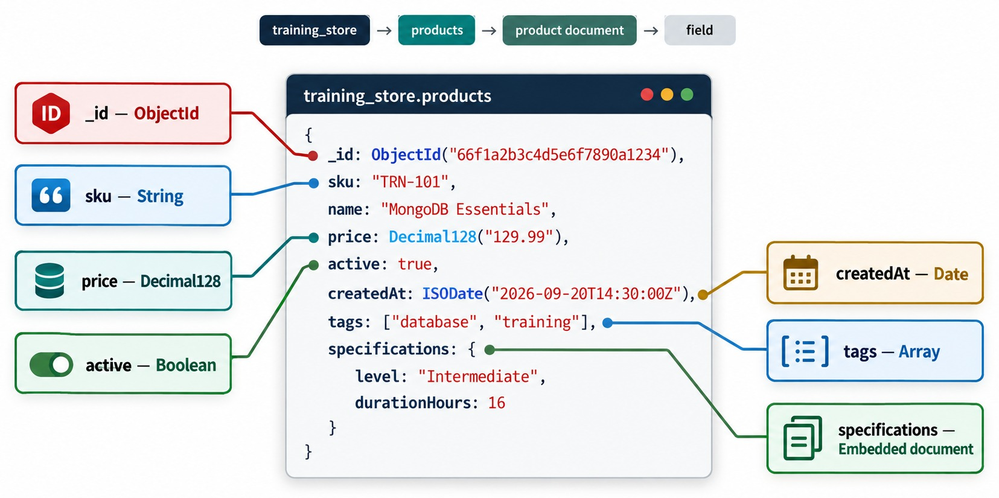 training_store → products → product document → field
training_store.products
ID
_id — ObjectId
sku — String
price — Decimal128
active — Boolean
{
_id: ObjectId("66f1a2b3c4d5e6f7890a1234"),
sku: "TRN-101",
name: "MongoDB Essentials",
price: Decimal128("129.99"),
active: true,
createdAt: ISODate("2026-09-20T14:30:00Z"),
tags: ["database", "training"],
specifications: {
level: "Intermediate",
durationHours: 16
}
}
createdAt — Date
tags — Array
specifications —
Embedded document